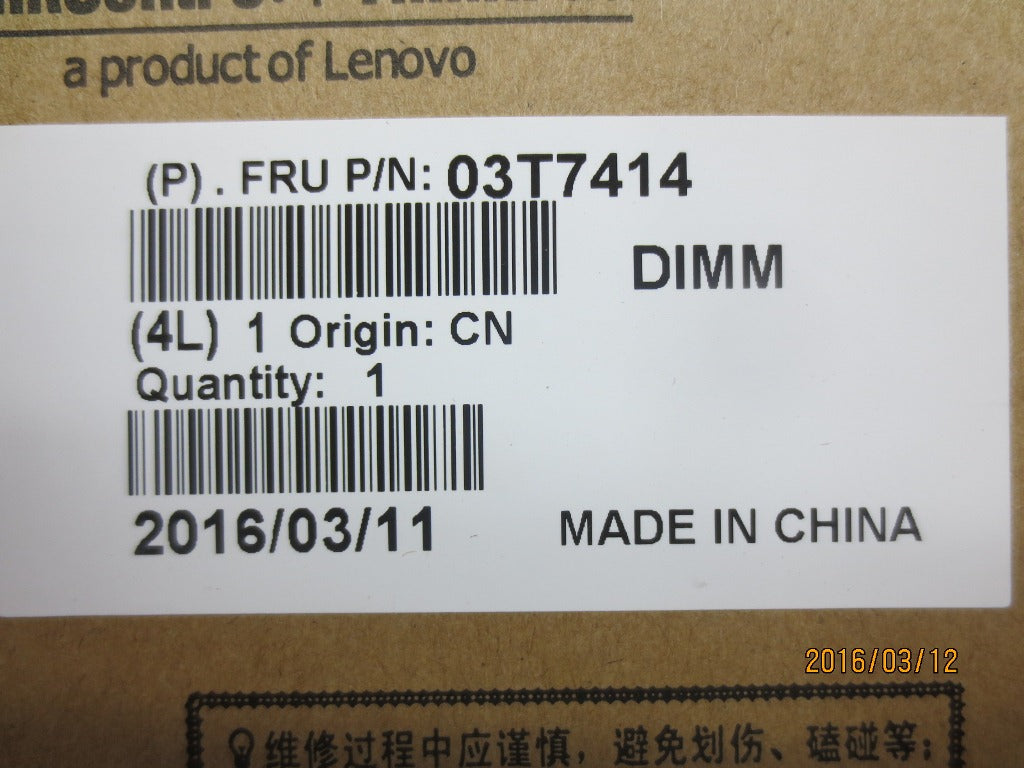 a product of Lenovo
(P) . FRU P/N: 03T7414
DIMM
(4L) 1 Origin: CN
Quantity: 1
2016/03/11
MADE IN CHINA
2016/03/12
维修过程中应谨慎，避免划伤、磕碰等；